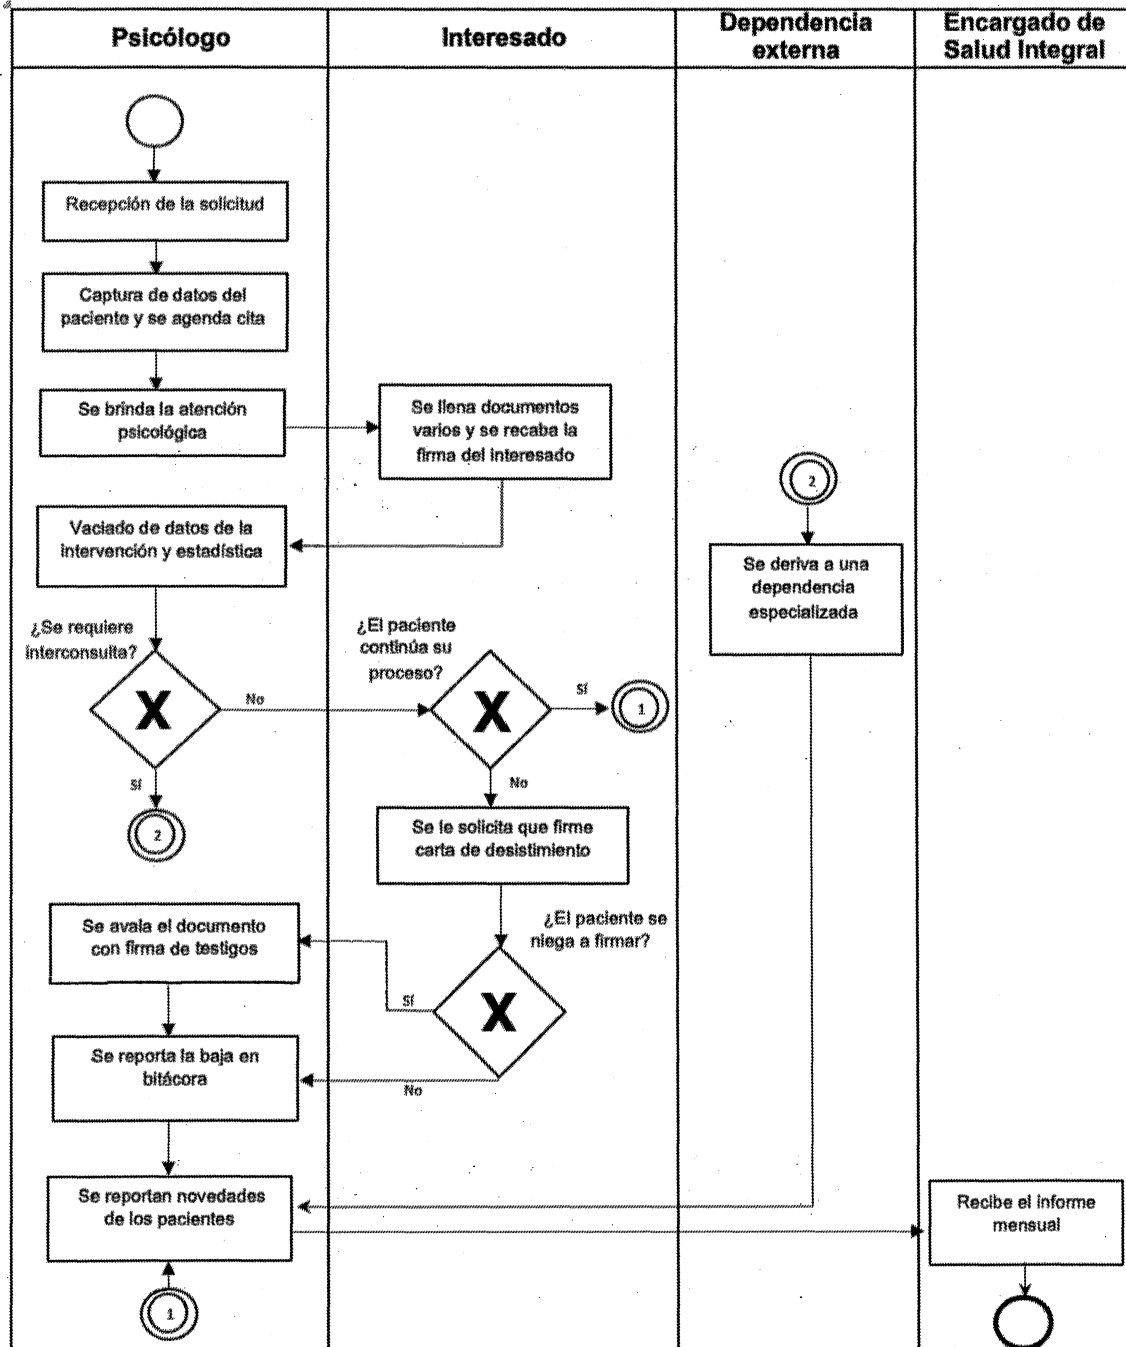 Psicólogo
Interesado
Dependencia
externa
Encargado de
Salud Integral
Recepción de la solicitud
Captura de datos del
paciente y se agenda cita
Se brinda la atención
psicológica
Se llena documentos
varios y se recaba la
firma del interesado
2
Vaciado de datos de la
intervención y estadística
Se deriva a una
dependencia
especializada
¿Se requiere
interconsulta?
X
No
Sí
2
¿El paciente
continúa su
proceso?
X
Sí
1
No
Se le solicita que firme
carta de desistimiento
¿El paciente se
niega a firmar?
X
Sí
No
Se avala el documento
con firma de testigos
Se reporta la baja en
bitácora
Se reportan novedades
de los pacientes
1
Recibe el informe
mensual